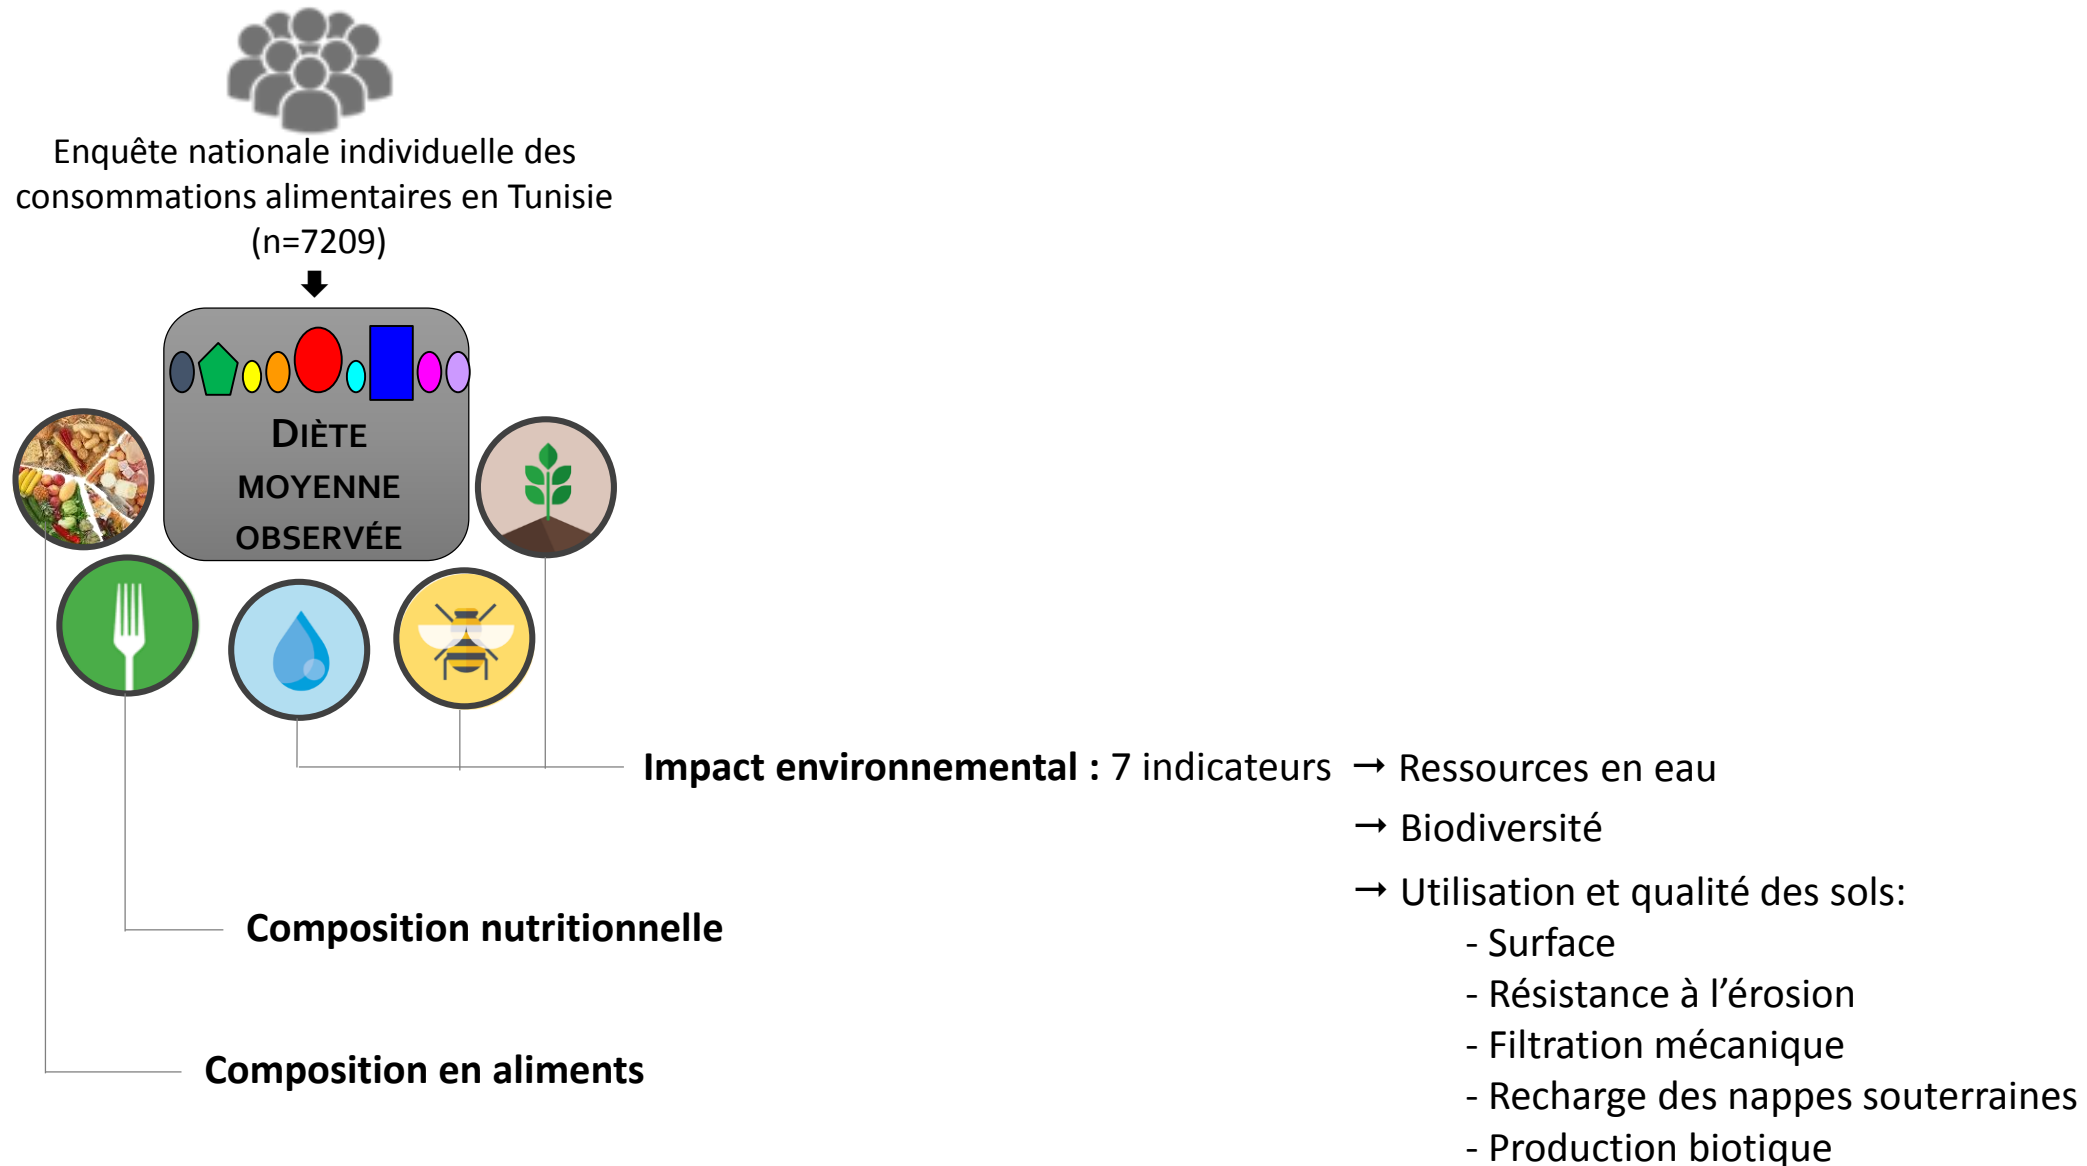 Enquête nationale individuelle des
consommations alimentaires en Tunisie
(n=7209)
DIÈTE
MOYENNE
OBSERVÉE
Impact environnemental : 7 indicateurs → Ressources en eau
→ Biodiversité
→ Utilisation et qualité des sols:
- Surface
- Résistance à l’érosion
- Filtration mécanique
- Recharge des nappes souterraines
- Production biotique
Composition nutritionnelle
Composition en aliments